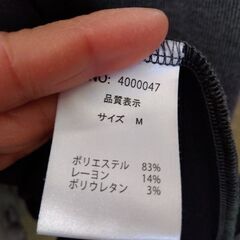 NO: 4000047
品質表示
サイズ M
ポリエステル 83%
レーヨン 14%
ポリウレタン 3%